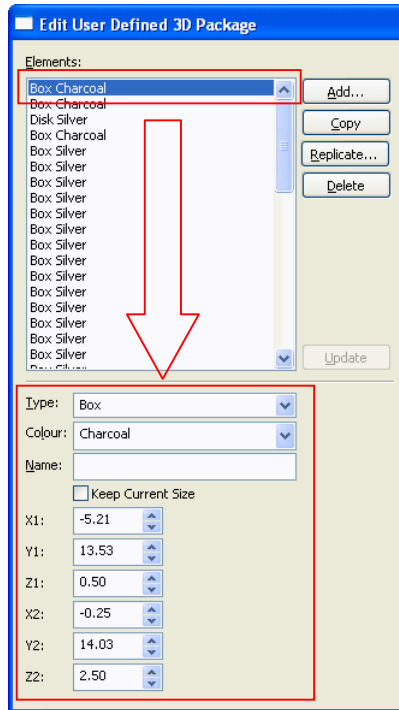 Edit User Defined 3D Package
Elements:
Box Charcoal
Box Charcoal
Disk Silver
Box Charcoal
Box Silver
Box Silver
Box Silver
Box Silver
Box Silver
Box Silver
Box Silver
Box Silver
Box Silver
Box Silver
Box Silver
Box Silver
Box Silver
Box Silver
Add...
Copy
Replicate...
Delete
Update
Type: Box
Colour: Charcoal
Name:
Keep Current Size
X1: -5.21
Y1: 13.53
Z1: 0.50
X2: -0.25
Y2: 14.03
Z2: 2.50